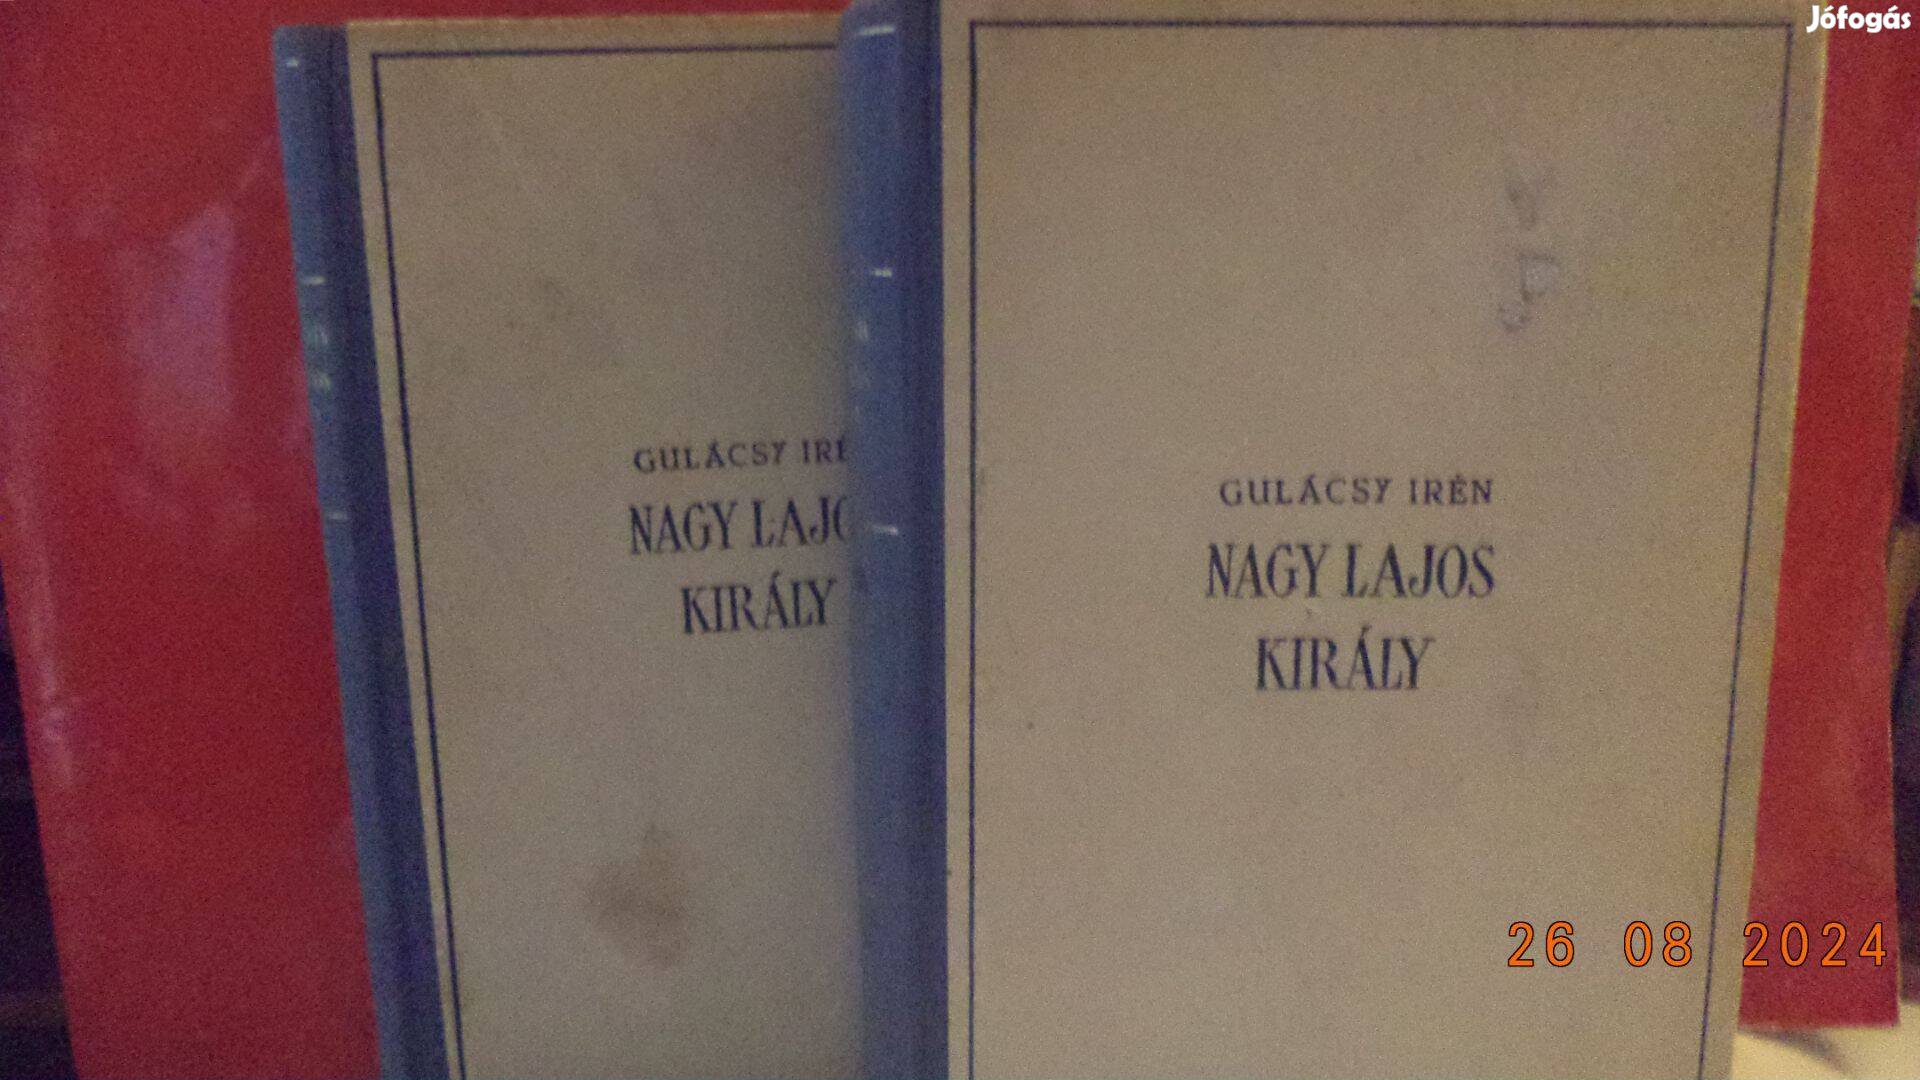 Jófogás
GULÁCSY IRÉ
NAGY LAJO
KIRÁLY
GULÁCSY IRÉN
NAGY LAJOS
KIRÁLY
26 08 2024